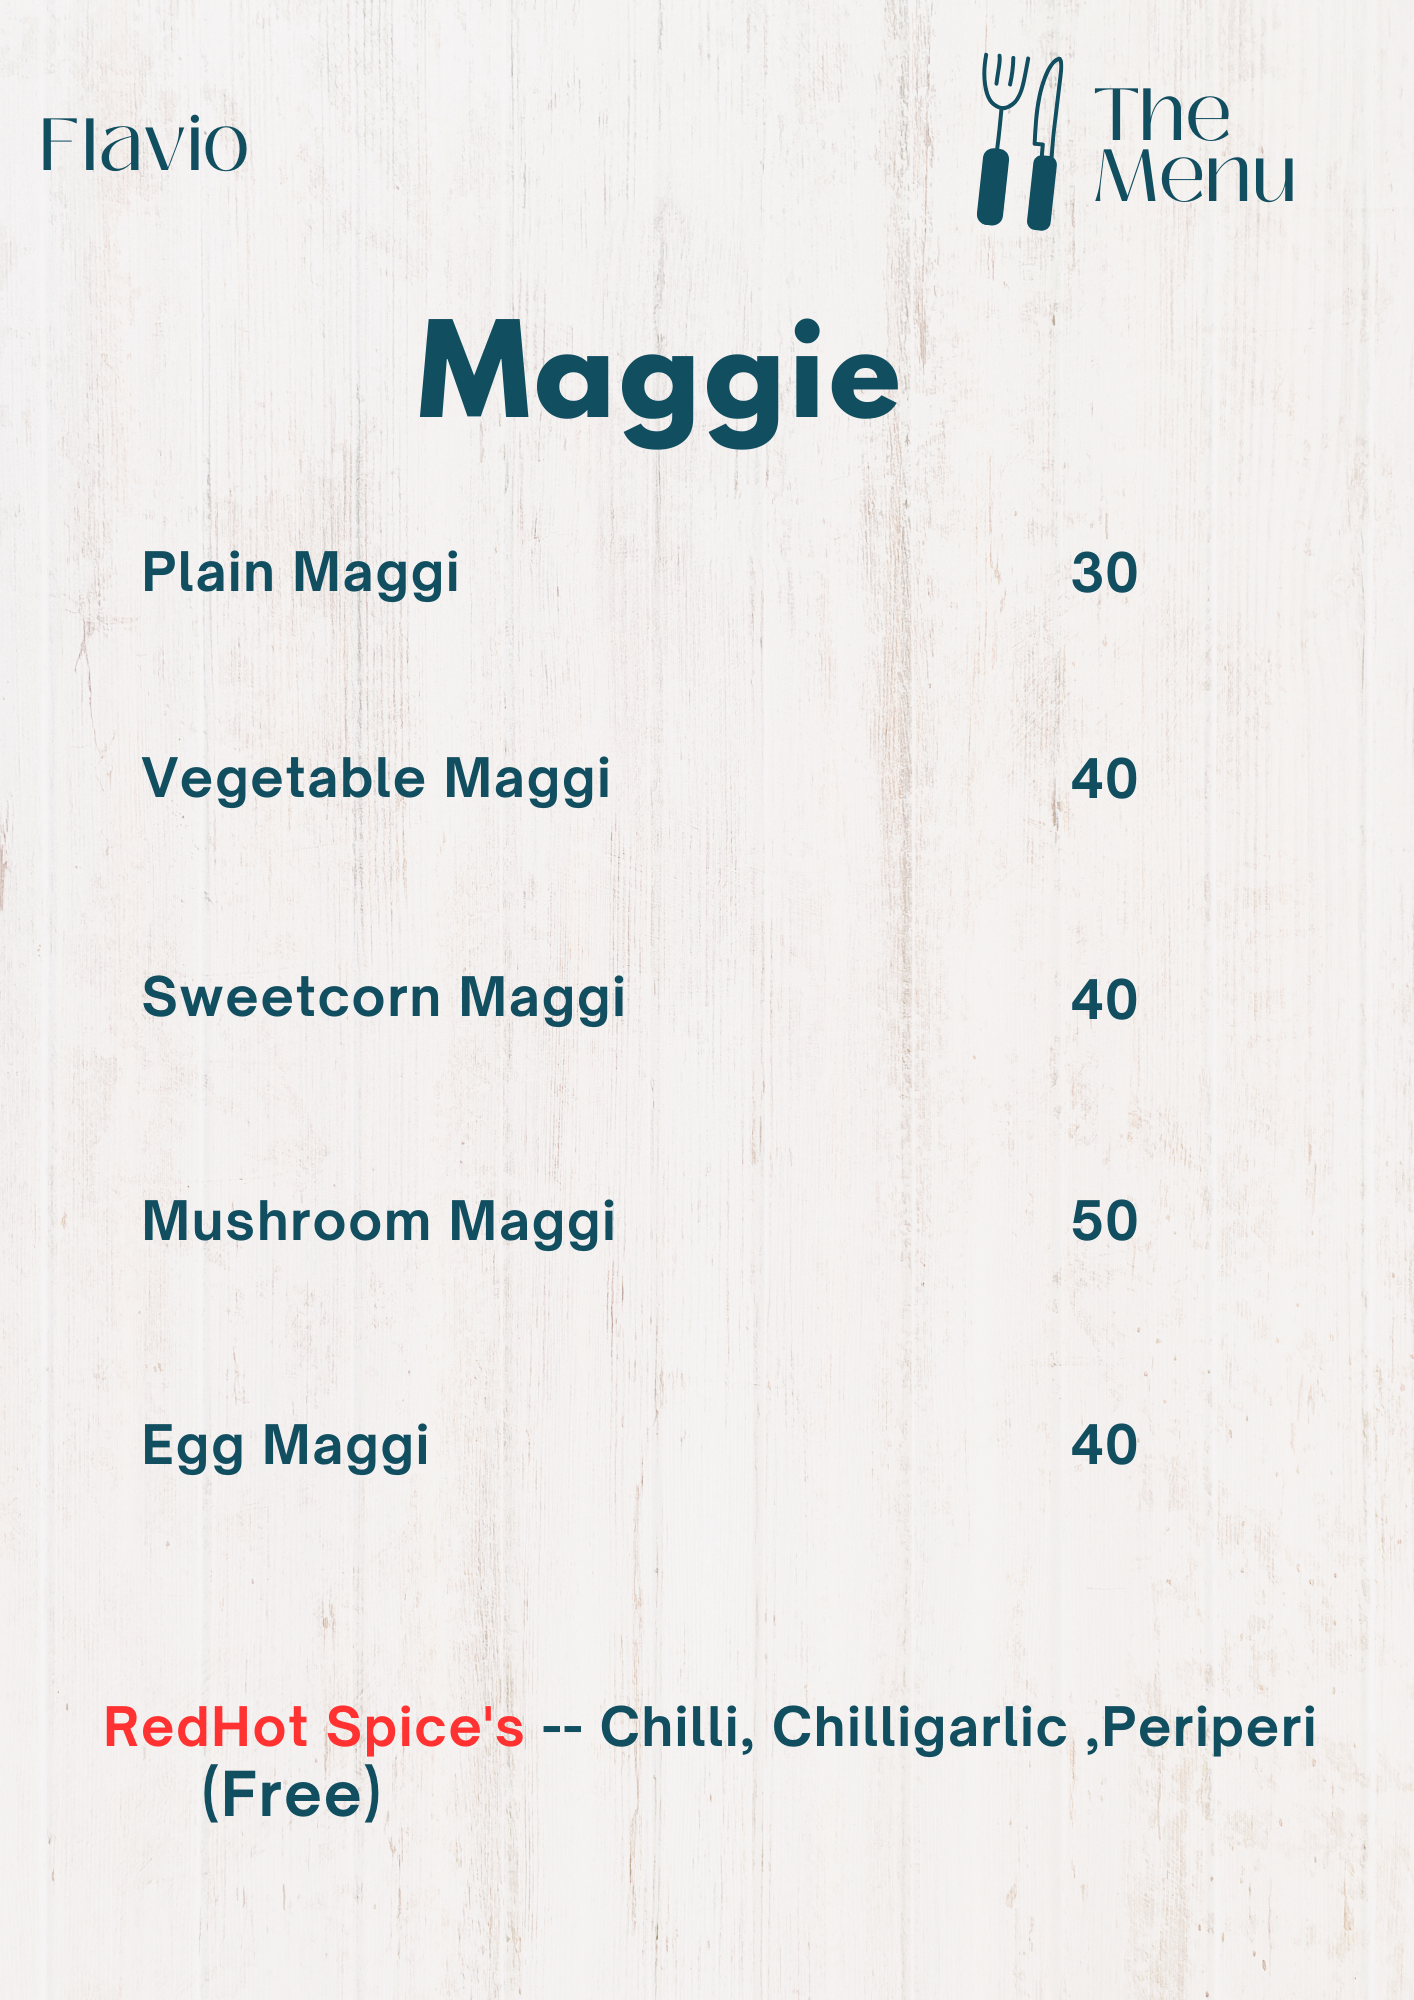 Flavio
The
Menu
Maggie
Plain Maggi 30
Vegetable Maggi 40
Sweetcorn Maggi 40
Mushroom Maggi 50
Egg Maggi 40
RedHot Spice's -- Chilli, Chilligarlic ,Periperi
(Free)